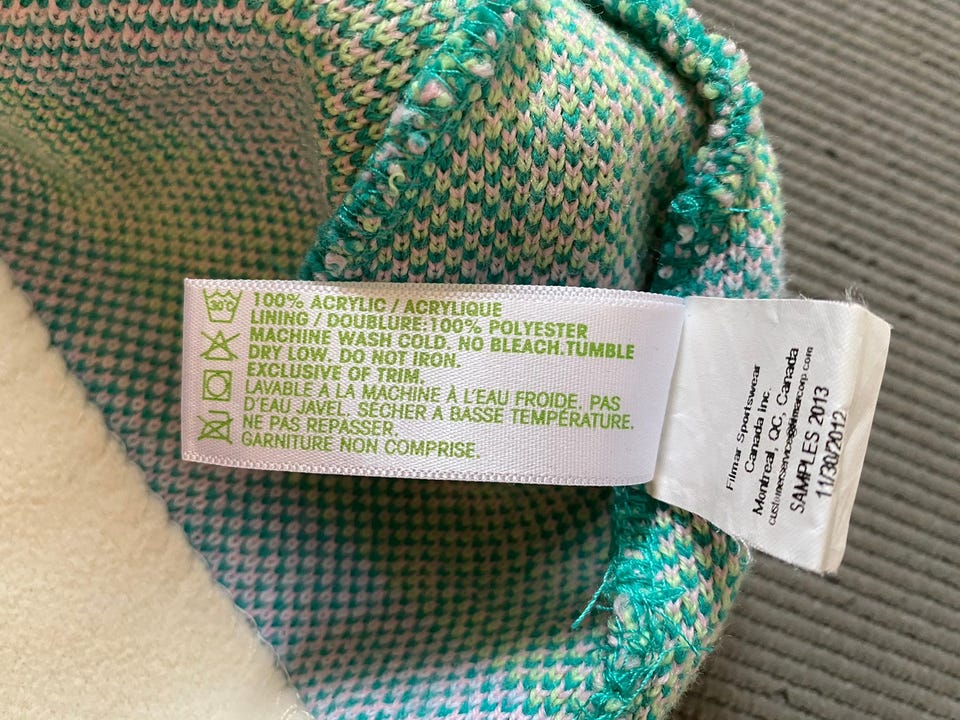 100% ACRYLIC / ACRYLIQUE
LINING / DOUBLURE:100% POLYESTER
MACHINE WASH COLD. NO BLEACH.TUMBLE
DRY LOW. DO NOT IRON.
EXCLUSIVE OF TRIM.
LAVABLE A LA MACHINE À L'EAU FROIDE, PAS
D'EAU JAVEL, SÉCHER A BASSE TEMPÉRATURE.
NE PAS REPASSER.
GARNITURE NON COMPRISE.
Filmar Sportswear
Canada Inc.
Montreal, QC, Canada
SAMPLES 2013
11/30/2012